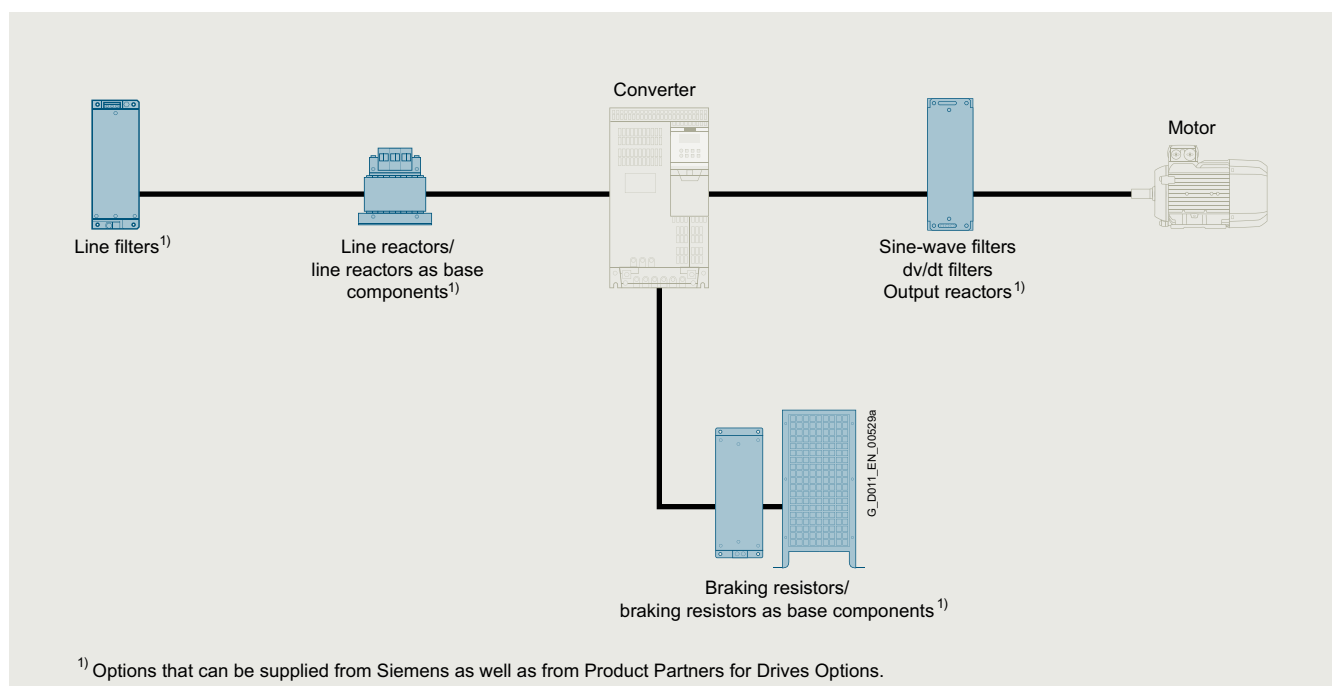 Converter
Motor
Line filters1)
Line reactors/
line reactors as base
components1)
Sine-wave filters
dv/dt filters
Output reactors1)
G_D011_EN_00529a
Braking resistors/
braking resistors as base components1)
1) Options that can be supplied from Siemens as well as from Product Partners for Drives Options.